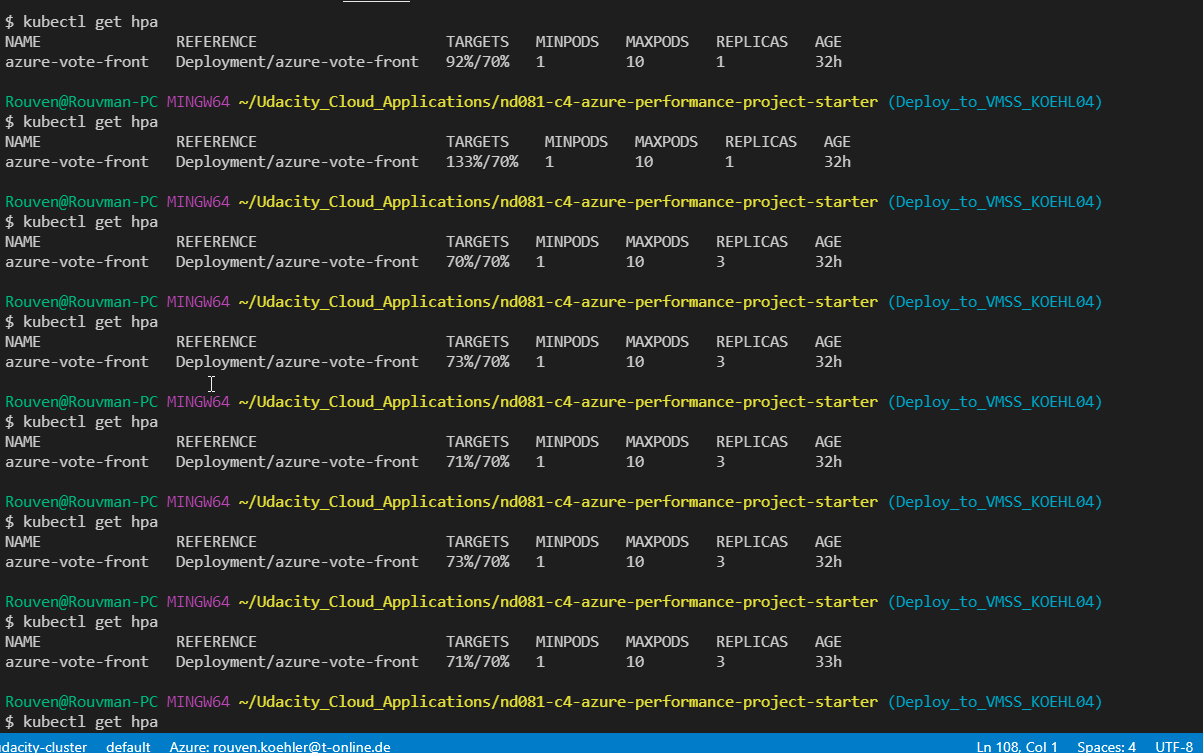 $ kubectl get hpa
NAME REFERENCE TARGETS MINPODS MAXPODS REPLICAS AGE
azure-vote-front Deployment/azure-vote-front 92%/70% 1 10 1 32h
Rouven@Rouvman-PC MINGW64 ~/Udacity_Cloud_Applications/nd081-c4-azure-performance-project-starter (Deploy_to_VMSS_KOEHL04)
$ kubectl get hpa
NAME REFERENCE TARGETS MINPODS MAXPODS REPLICAS AGE
azure-vote-front Deployment/azure-vote-front 133%/70% 1 10 1 32h
Rouven@Rouvman-PC MINGW64 ~/Udacity_Cloud_Applications/nd081-c4-azure-performance-project-starter (Deploy_to_VMSS_KOEHL04)
$ kubectl get hpa
NAME REFERENCE TARGETS MINPODS MAXPODS REPLICAS AGE
azure-vote-front Deployment/azure-vote-front 70%/70% 1 10 3 32h
Rouven@Rouvman-PC MINGW64 ~/Udacity_Cloud_Applications/nd081-c4-azure-performance-project-starter (Deploy_to_VMSS_KOEHL04)
$ kubectl get hpa
NAME REFERENCE TARGETS MINPODS MAXPODS REPLICAS AGE
azure-vote-front Deployment/azure-vote-front 73%/70% 1 10 3 32h
Rouven@Rouvman-PC MINGW64 ~/Udacity_Cloud_Applications/nd081-c4-azure-performance-project-starter (Deploy_to_VMSS_KOEHL04)
$ kubectl get hpa
NAME REFERENCE TARGETS MINPODS MAXPODS REPLICAS AGE
azure-vote-front Deployment/azure-vote-front 71%/70% 1 10 3 32h
Rouven@Rouvman-PC MINGW64 ~/Udacity_Cloud_Applications/nd081-c4-azure-performance-project-starter (Deploy_to_VMSS_KOEHL04)
$ kubectl get hpa
NAME REFERENCE TARGETS MINPODS MAXPODS REPLICAS AGE
azure-vote-front Deployment/azure-vote-front 73%/70% 1 10 3 32h
Rouven@Rouvman-PC MINGW64 ~/Udacity_Cloud_Applications/nd081-c4-azure-performance-project-starter (Deploy_to_VMSS_KOEHL04)
$ kubectl get hpa
NAME REFERENCE TARGETS MINPODS MAXPODS REPLICAS AGE
azure-vote-front Deployment/azure-vote-front 71%/70% 1 10 3 33h
Rouven@Rouvman-PC MINGW64 ~/Udacity_Cloud_Applications/nd081-c4-azure-performance-project-starter (Deploy_to_VMSS_KOEHL04)
$ kubectl get hpa
dacity-cluster default Azure: rouven.koehler@t-online.de Ln 108, Col 1 Spaces: 4 UTF-8